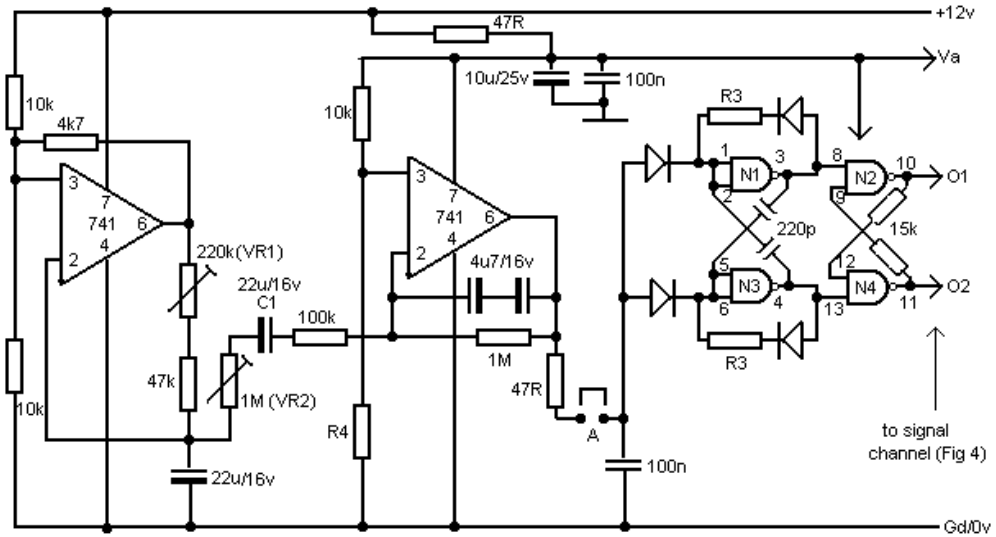 +12v
47R
Va
10u/25v
100n
10k
4k7
10k
R3
3
7
741
6
4
2
3
7
741
6
4
2
1
2
3
N1
8
9
N2
10
O1
220k(VR1)
22u/16v
C1
4u7/16v
220p
15k
5
6
N3
4
12
13
N4
11
O2
100k
1M
R3
47k
1M (VR2)
47R
10k
R4
A
to signal
channel (Fig 4)
22u/16v
100n
Gd/0v